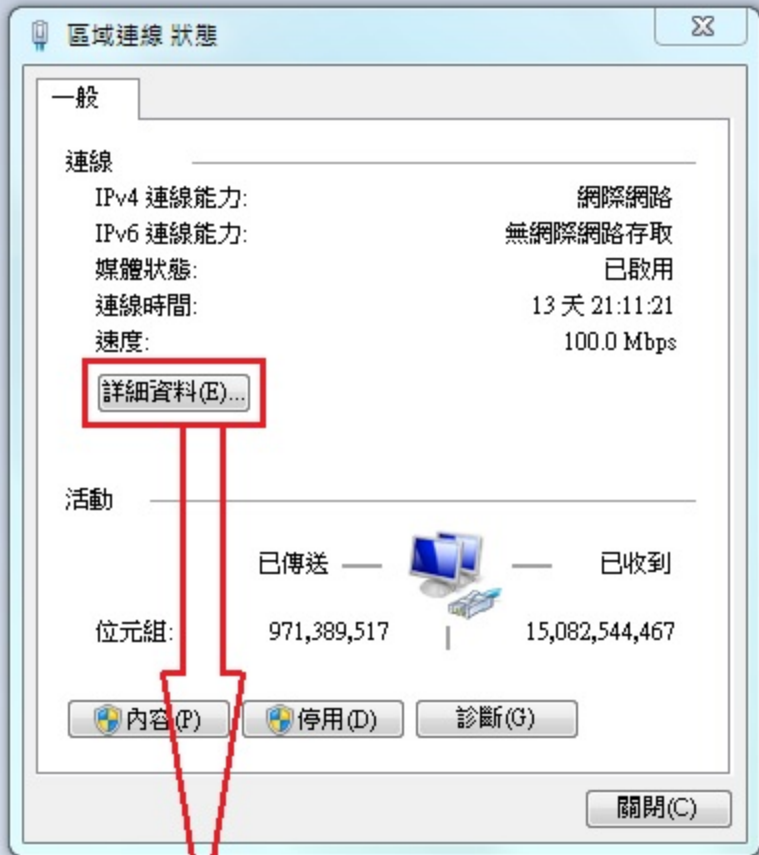 區域連線 狀態
一般
連線
IPv4 連線能力: 網際網路
IPv6 連線能力: 無網際網路存取
媒體狀態: 已啟用
連線時間: 13 天 21:11:21
速度: 100.0 Mbps
詳細資料(E)...
活動
已傳送 — — 已收到
位元組: 971,389,517 | 15,082,544,467
內容(P) 停用(D) 診斷(G)
關閉(C)